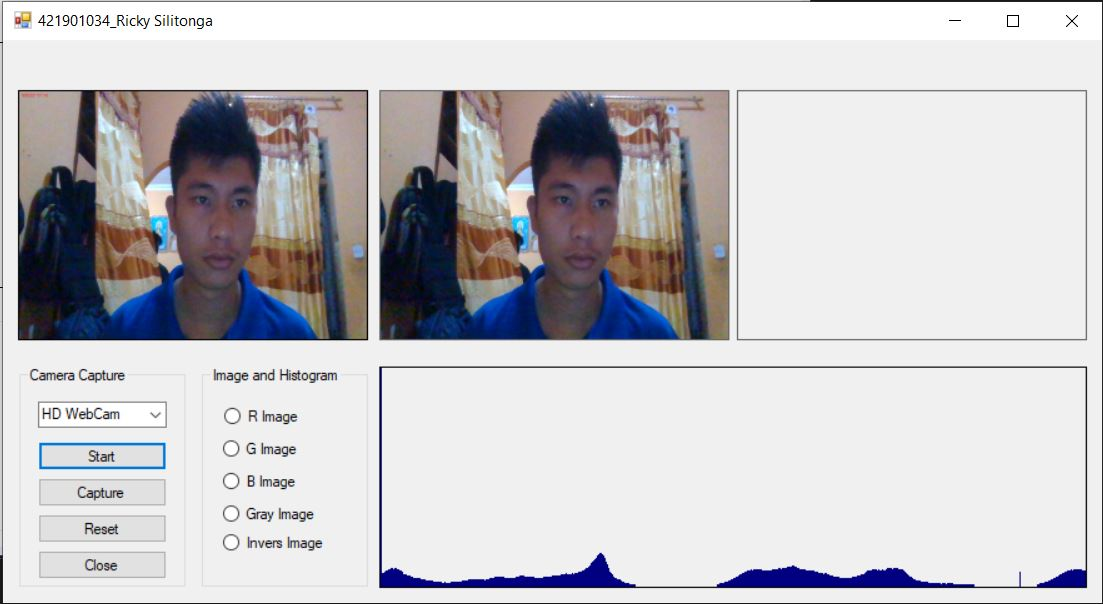 421901034_Ricky Silitonga
Camera Capture
HD WebCam
Start
Capture
Reset
Close
Image and Histogram
R Image
G Image
B Image
Gray Image
Invers Image